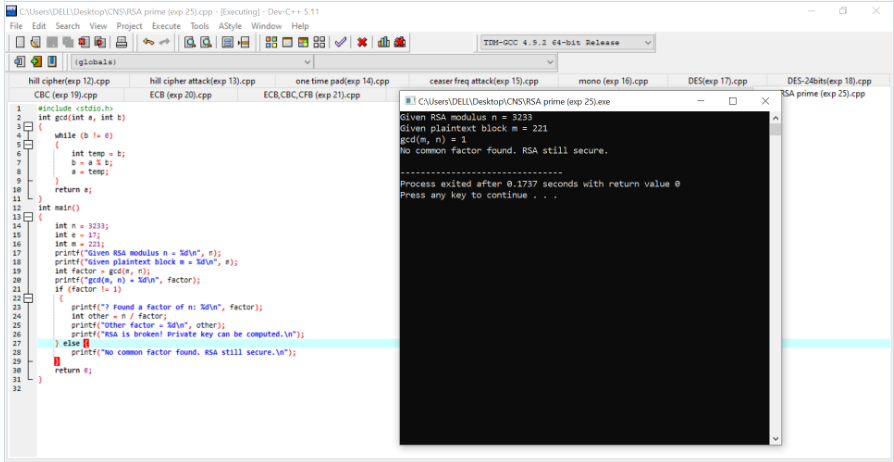 C:\Users\DELL\Desktop\CNS\RSA prime (exp 25).cpp - [Executing] - Dev-C++ 5.11
File Edit Search View Project Execute Tools AStyle Window Help
TDM-GCC 4.9.2 64-bit Release
(globals)
hill cipher(exp 12).cpp hill cipher attack(exp 13).cpp one time pad(exp 14).cpp ceaser freq attack(exp 15).cpp mono (exp 16).cpp DES(exp 17).cpp DES-24bits(exp 18).cpp
CBC (exp 19).cpp ECB (exp 20).cpp ECB,CBC,CFB (exp 21).cpp RSA prime (exp 25).cpp
1 #include <stdio.h>
2 int gcd(int a, int b)
3 {
4 while (b != 0)
5 {
6 int temp = b;
7 b = a % b;
8 a = temp;
9 }
10 return a;
11 }
12 int main()
13 {
14 int n = 3233;
15 int e = 17;
16 int m = 221;
17 printf("Given RSA modulus n = %d\n", n);
18 printf("Given plaintext block m = %d\n", m);
19 int factor = gcd(m, n);
20 printf("gcd(m, n) = %d\n", factor);
21 if (factor != 1)
22 {
23 printf("? Found a factor of n: %d\n", factor);
24 int other = n / factor;
25 printf("Other factor = %d\n", other);
26 printf("RSA is broken! Private key can be computed.\n");
27 } else {
28 printf("No common factor found. RSA still secure.\n");
29 }
30 return 0;
31 }
32
C:\Users\DELL\Desktop\CNS\RSA prime (exp 25).exe
Given RSA modulus n = 3233
Given plaintext block m = 221
gcd(m, n) = 1
No common factor found. RSA still secure.
--------------------------------
Process exited after 0.1737 seconds with return value 0
Press any key to continue . . .